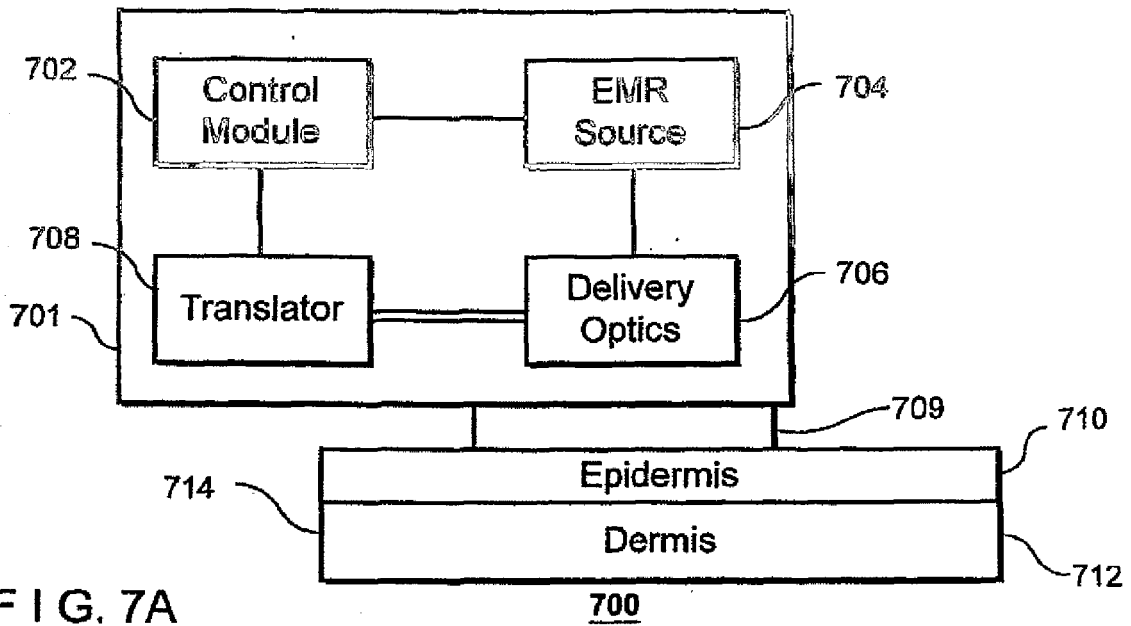 702
Control
Module
EMR
Source
704
708
Translator
Delivery
Optics
706
701
709
710
Epidermis
714
Dermis
712
F I G. 7A
700